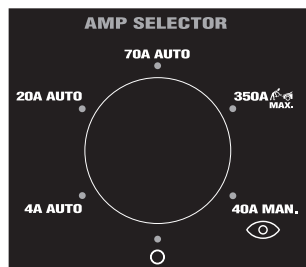 AMP SELECTOR
70A AUTO
20A AUTO
350A/
MAX.
4A AUTO
40A MAN.